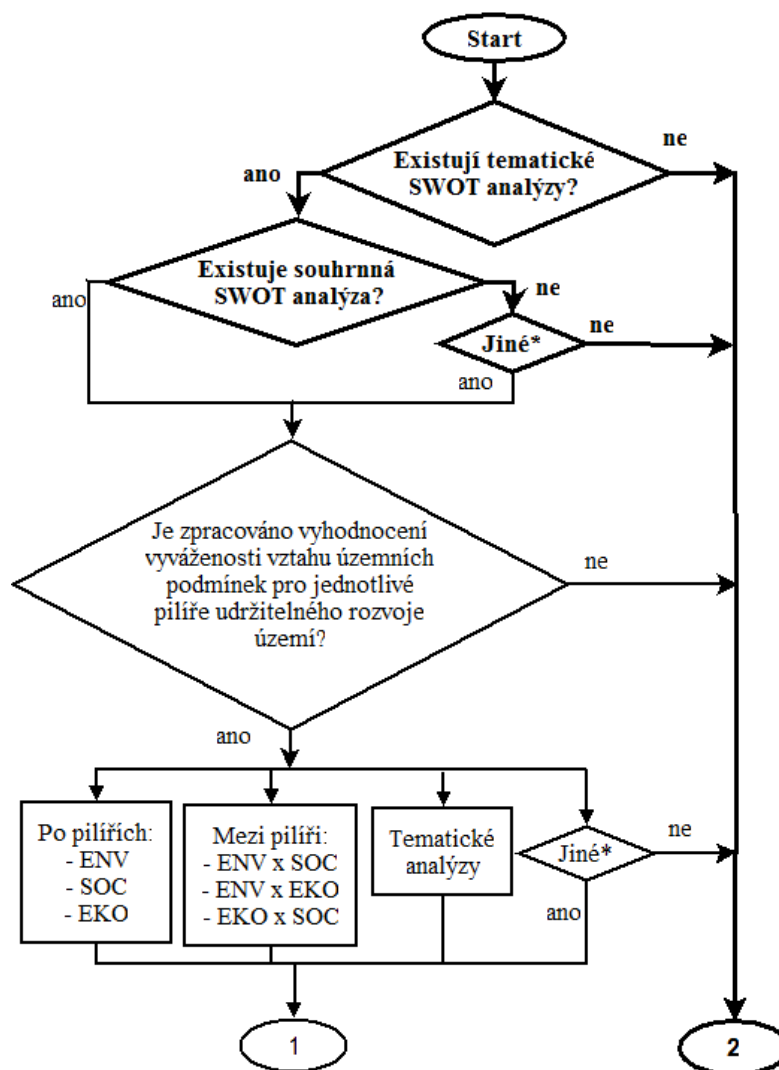 Start
Existují tematické
SWOT analýzy?
ne
ano
Existuje souhrnná
SWOT analýza?
ano
ne
Jiné*
ne
ano
Je zpracováno vyhodnocení
vyváženosti vztahu územních
podmínek pro jednotlivé
pilíře udržitelného rozvoje
území?
ne
ano
Po pilířích:
- ENV
- SOC
- EKO
Mezi pilíři:
- ENV x SOC
- ENV x EKO
- EKO x SOC
Tematické
analýzy
Jiné*
ne
ano
1
2